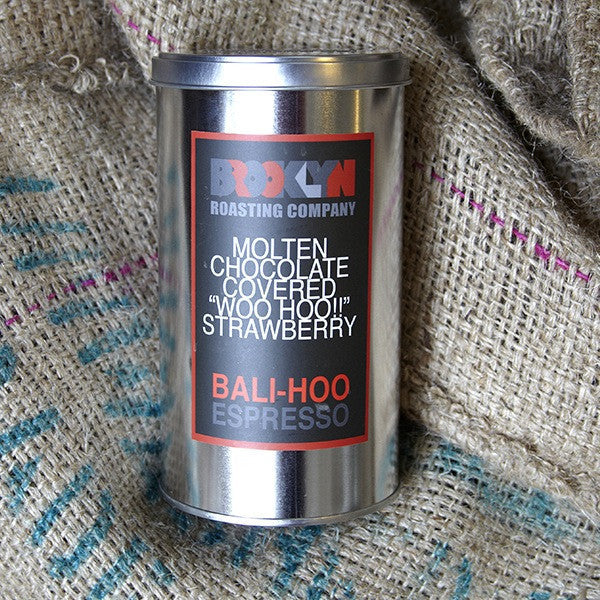 BROOKLYN
ROASTING COMPANY
MOLTEN
CHOCOLATE
COVERED
“WOO HOO!!”
STRAWBERRY
BALI-HOO
ESPRESSO